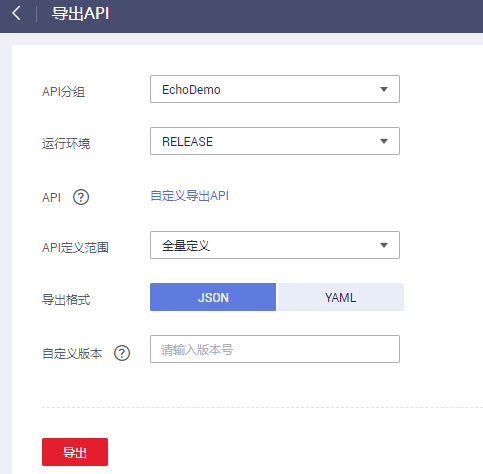 导出API
API分组 EchoDemo
运行环境 RELEASE
API ? 自定义导出API
API定义范围 全量定义
导出格式 JSON YAML
自定义版本 ? 请输入版本号
导出